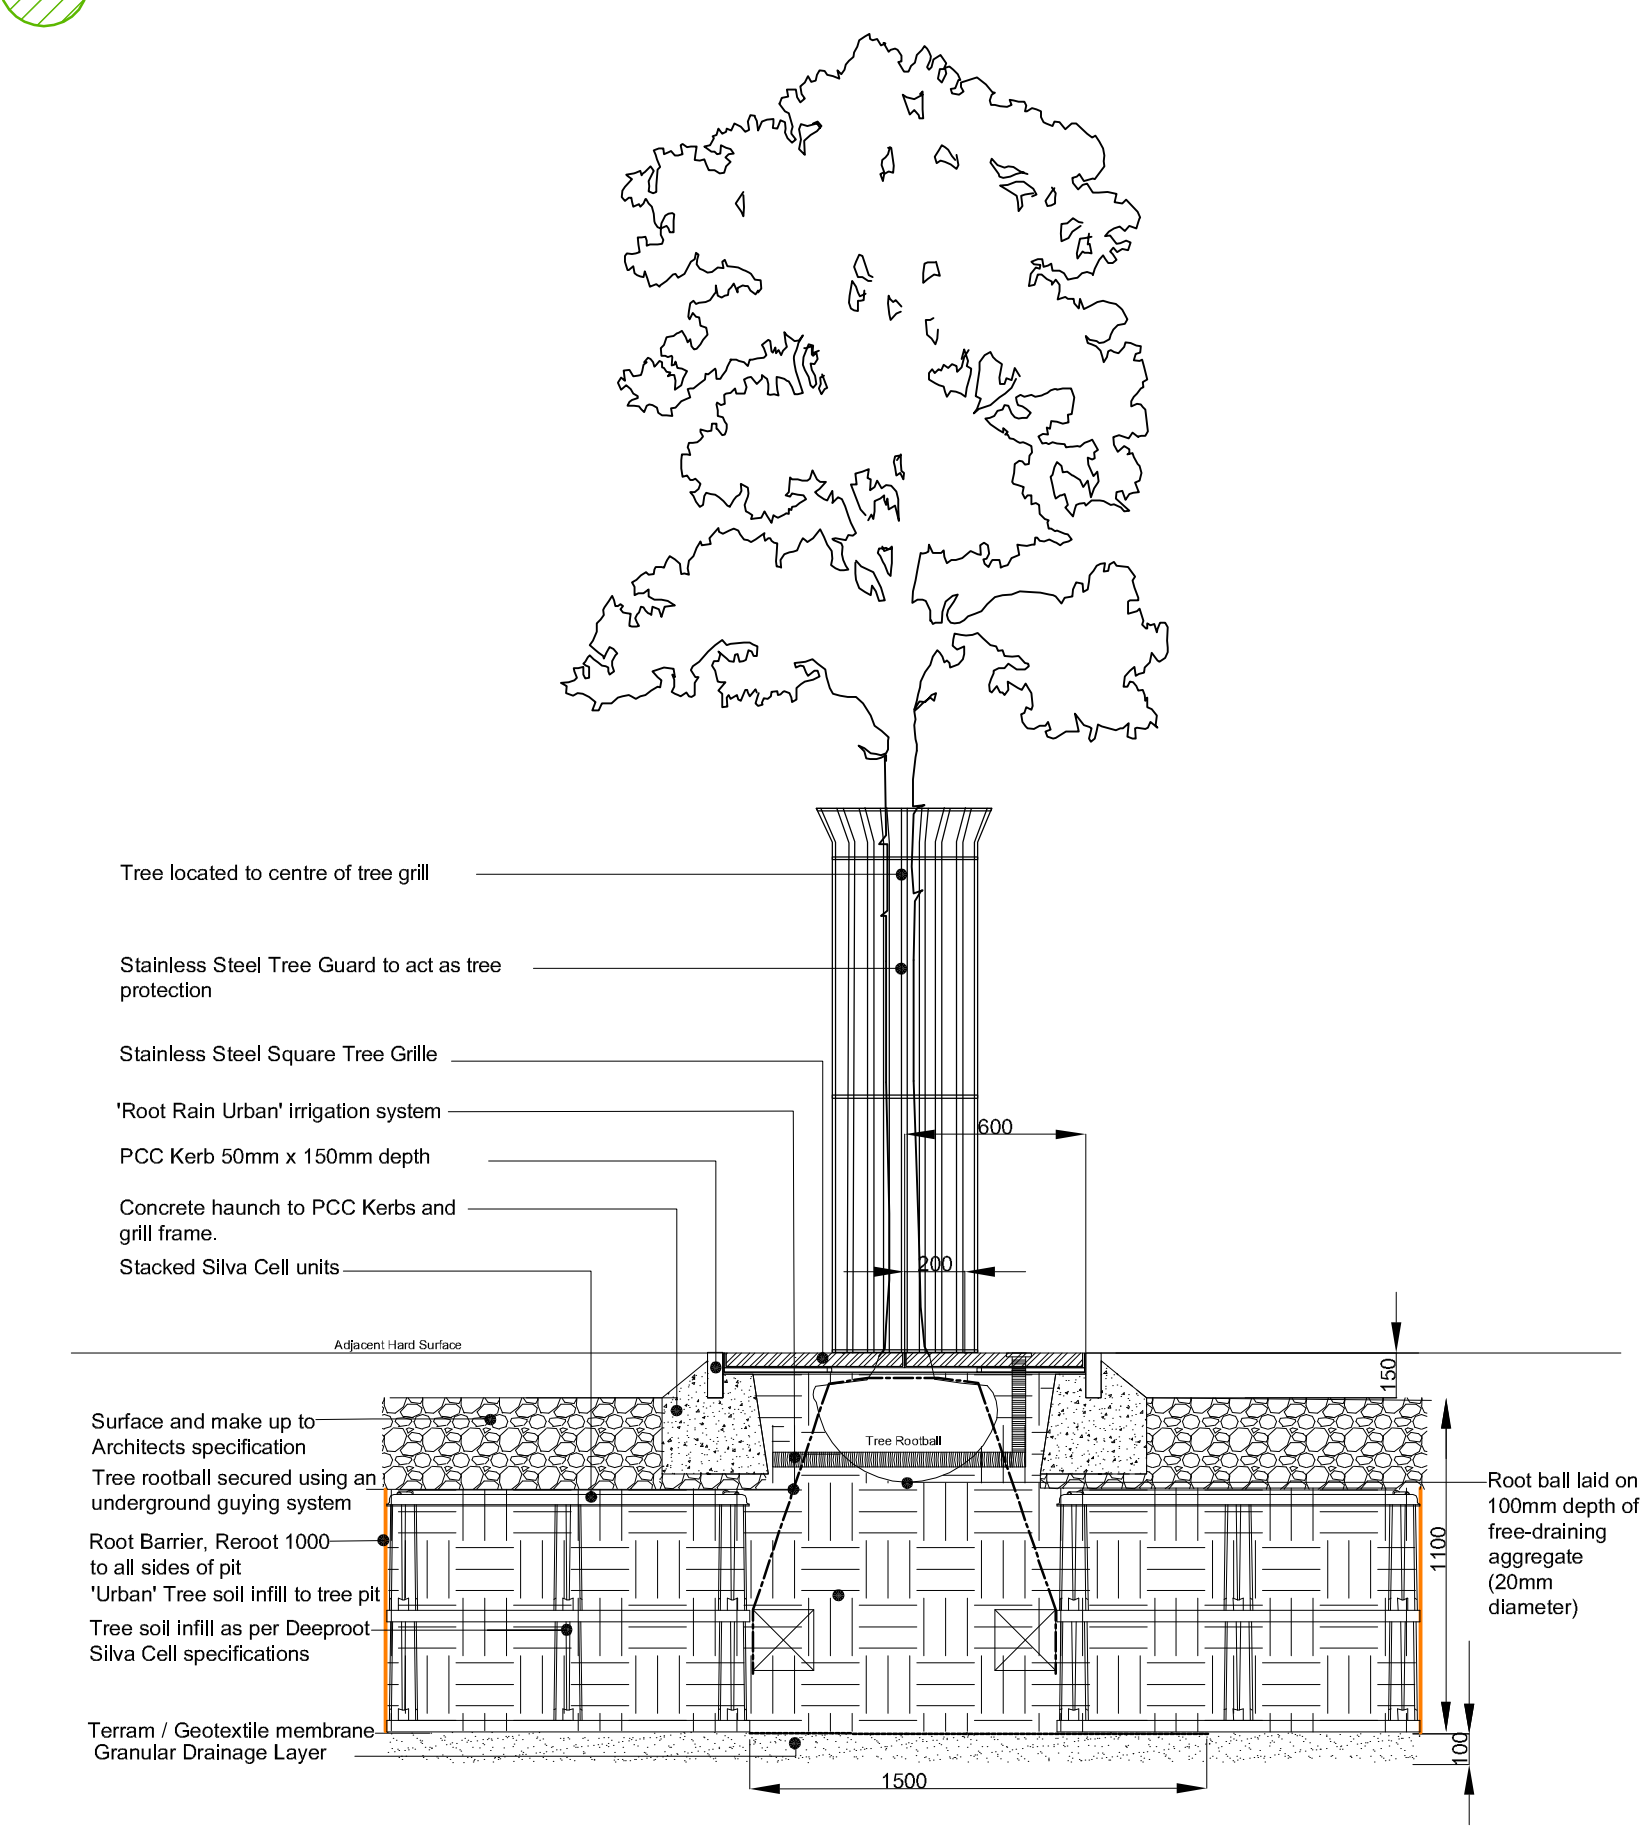 Tree located to centre of tree grill
Stainless Steel Tree Guard to act as tree
protection
Stainless Steel Square Tree Grille
'Root Rain Urban' irrigation system
600
PCC Kerb 50mm x 150mm depth
Concrete haunch to PCC Kerbs and
grill frame.
Stacked Silva Cell units
200
Adjacent Hard Surface
150
Surface and make up to
Architects specification
Tree Rootball
Tree rootball secured using an
underground guying system
Root ball laid on
100mm depth of
free-draining
aggregate
(20mm
diameter)
1100
Root Barrier, Reroot 1000
to all sides of pit
'Urban' Tree soil infill to tree pit
Tree soil infill as per Deeproot
Silva Cell specifications
Terram / Geotextile membrane
Granular Drainage Layer
100
1500